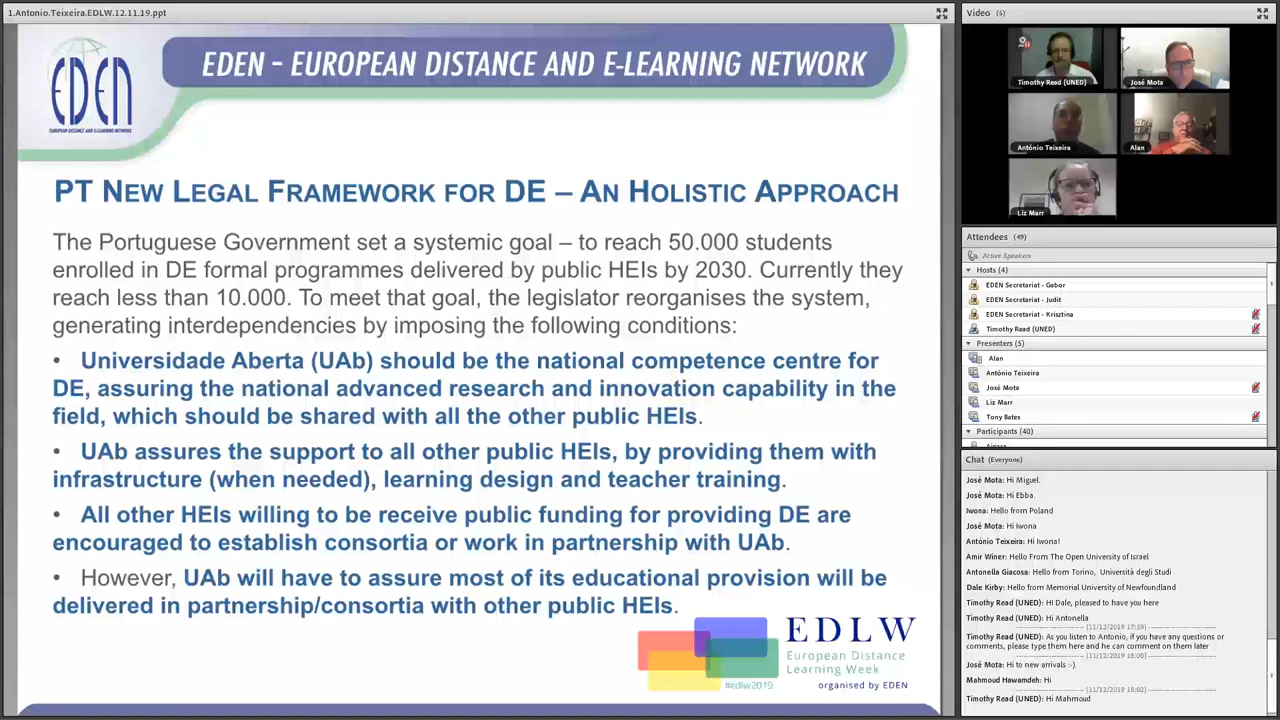 1.Antonio.Teixeira.EDLW.12.11.19.ppt
EDEN
EUROPEAN DISTANCE AND E-LEARNING NETWORK
EDEN - EUROPEAN DISTANCE AND E-LEARNING NETWORK
PT NEW LEGAL FRAMEWORK FOR DE – AN HOLISTIC APPROACH
The Portuguese Government set a systemic goal – to reach 50.000 students
enrolled in DE formal programmes delivered by public HEIs by 2030. Currently they
reach less than 10.000. To meet that goal, the legislator reorganises the system,
generating interdependencies by imposing the following conditions:
• Universidade Aberta (UAb) should be the national competence centre for
DE, assuring the national advanced research and innovation capability in the
field, which should be shared with all the other public HEIs.
• UAb assures the support to all other public HEIs, by providing them with
infrastructure (when needed), learning design and teacher training.
• All other HEIs willing to be receive public funding for providing DE are
encouraged to establish consortia or work in partnership with UAb.
• However, UAb will have to assure most of its educational provision will be
delivered in partnership/consortia with other public HEIs.
EDLW
European Distance
Learning Week
#edlw2019
organised by EDEN
Video (5)
Timothy Read (UNED)
José Mota
António Teixeira
Alan
Liz Marr
Attendees (49)
Active Speakers
Hosts (4)
EDEN Secretariat - Gabor
EDEN Secretariat - Judit
EDEN Secretariat - Krisztina
Timothy Read (UNED)
Presenters (5)
Alan
António Teixeira
José Mota
Liz Marr
Tony Bates
Participants (40)
Chat (Everyone)
José Mota: Hi Miguel.
José Mota: Hi Ebba.
Iwona: Hello from Poland
José Mota: Hi Iwona
António Teixeira: Hi Iwona!
Amir Winer: Hello From The Open University of Israel
Antonella Giacosa: Hello from Torino, Università degli Studi
Dale Kirby: Hello from Memorial University of Newfoundland
Timothy Read (UNED): Hi Dale, pleased to have you here
Timothy Read (UNED): Hi Antonella
(11/12/2019 17:59)
Timothy Read (UNED): As you listen to Antonio, if you have any questions or
comments, please type them here and he can comment on them later
(11/12/2019 18:00)
José Mota: Hi to new arrivals :-).
Mahmoud Hawamdeh: Hi
(11/12/2019 18:02)
Timothy Read (UNED): Hi Mahmoud